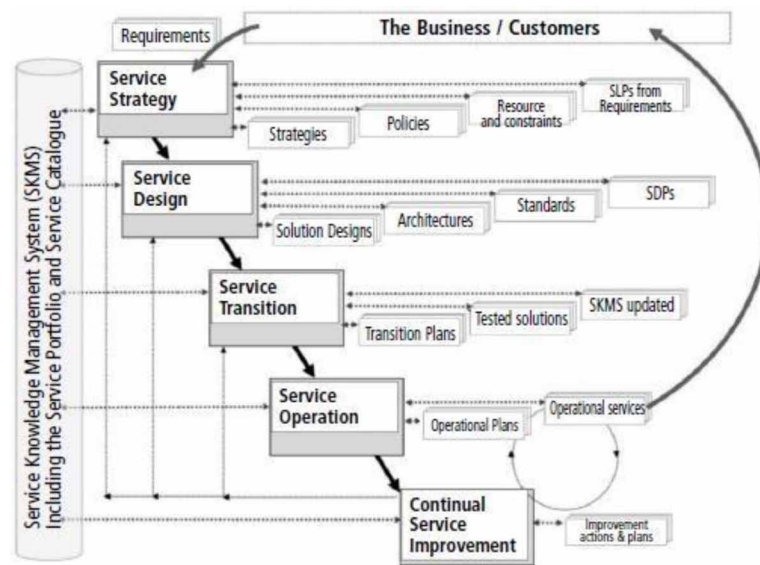 Requirements
The Business / Customers
Service Knowledge Management System (SKMS)
Including the Service Portfolio and Service Catalogue
Service
Strategy
SLPs from
Requirements
Resource
and constraints
Policies
Strategies
Service
Design
SDPs
Standards
Architectures
Solution Designs
Service
Transition
SKMS updated
Tested solutions
Transition Plans
Service
Operation
Operational services
Operational Plans
Continual
Service
Improvement
Improvement
actions & plans